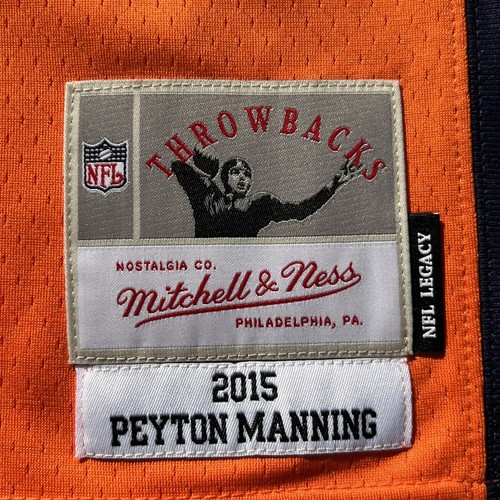 THROWBACKS
NFL
NOSTALGIA CO.
Mitchell & Ness
PHILADELPHIA, PA.
NFL LEGACY
2015
PEYTON MANNING